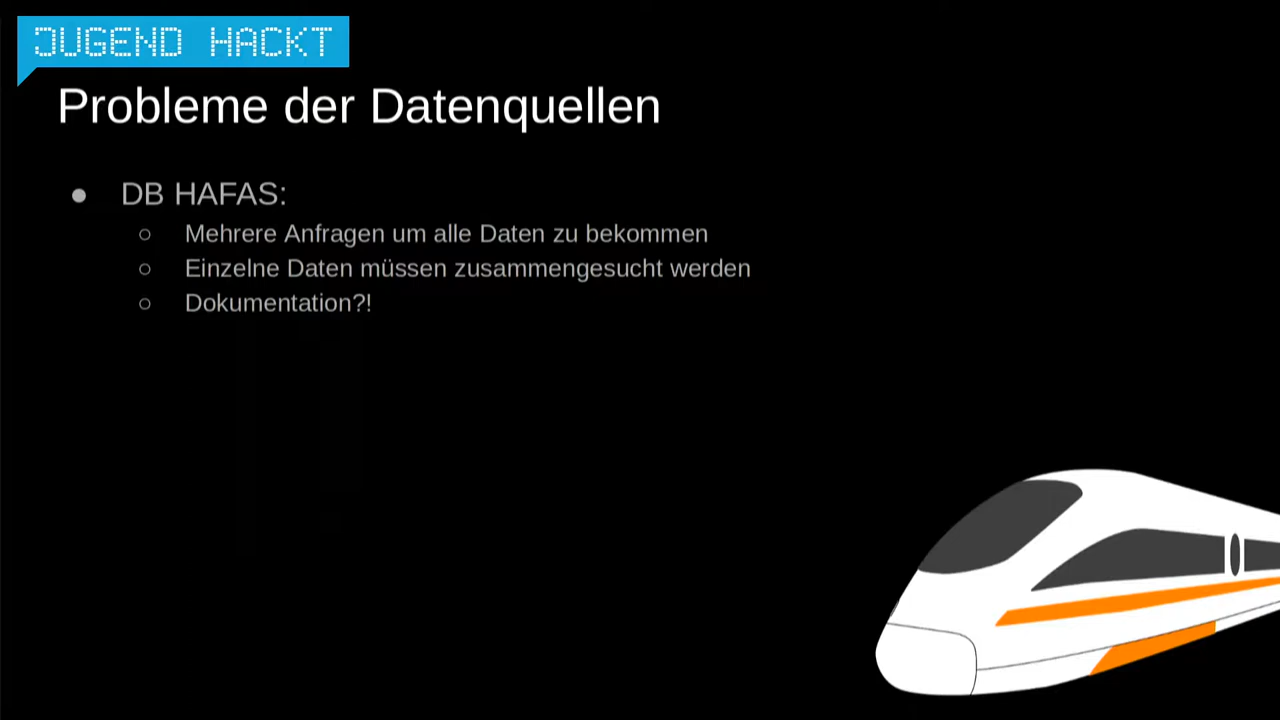 JUGEND HACKT
Probleme der Datenquellen
● DB HAFAS:
○ Mehrere Anfragen um alle Daten zu bekommen
○ Einzelne Daten müssen zusammengesucht werden
○ Dokumentation?!